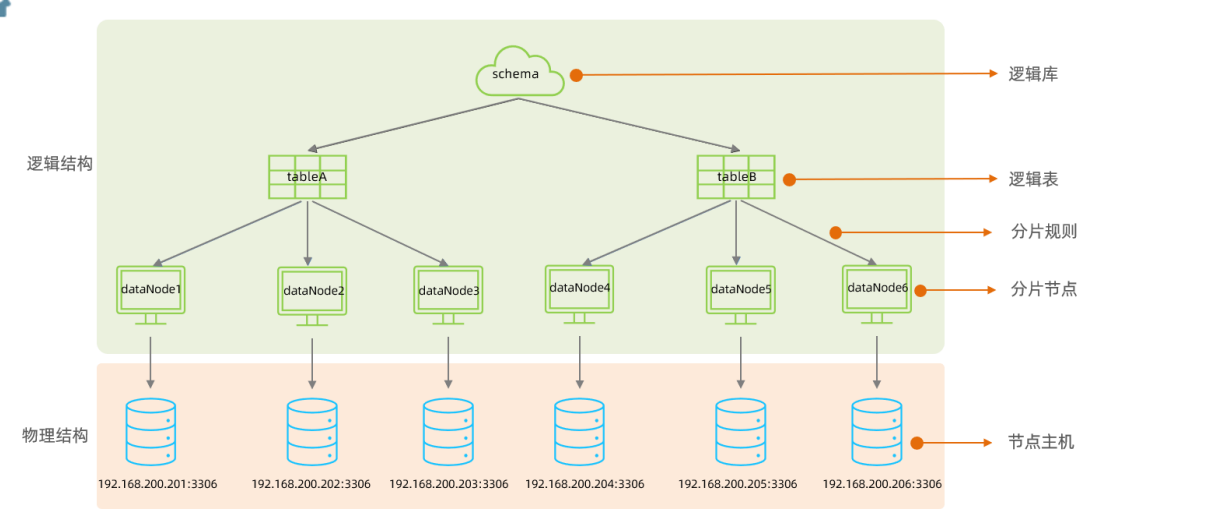 schema
逻辑库
逻辑结构
tableA
tableB
逻辑表
分片规则
dataNode1
dataNode2
dataNode3
dataNode4
dataNode5
dataNode6
分片节点
物理结构
节点主机
192.168.200.201:3306
192.168.200.202:3306
192.168.200.203:3306
192.168.200.204:3306
192.168.200.205:3306
192.168.200.206:3306